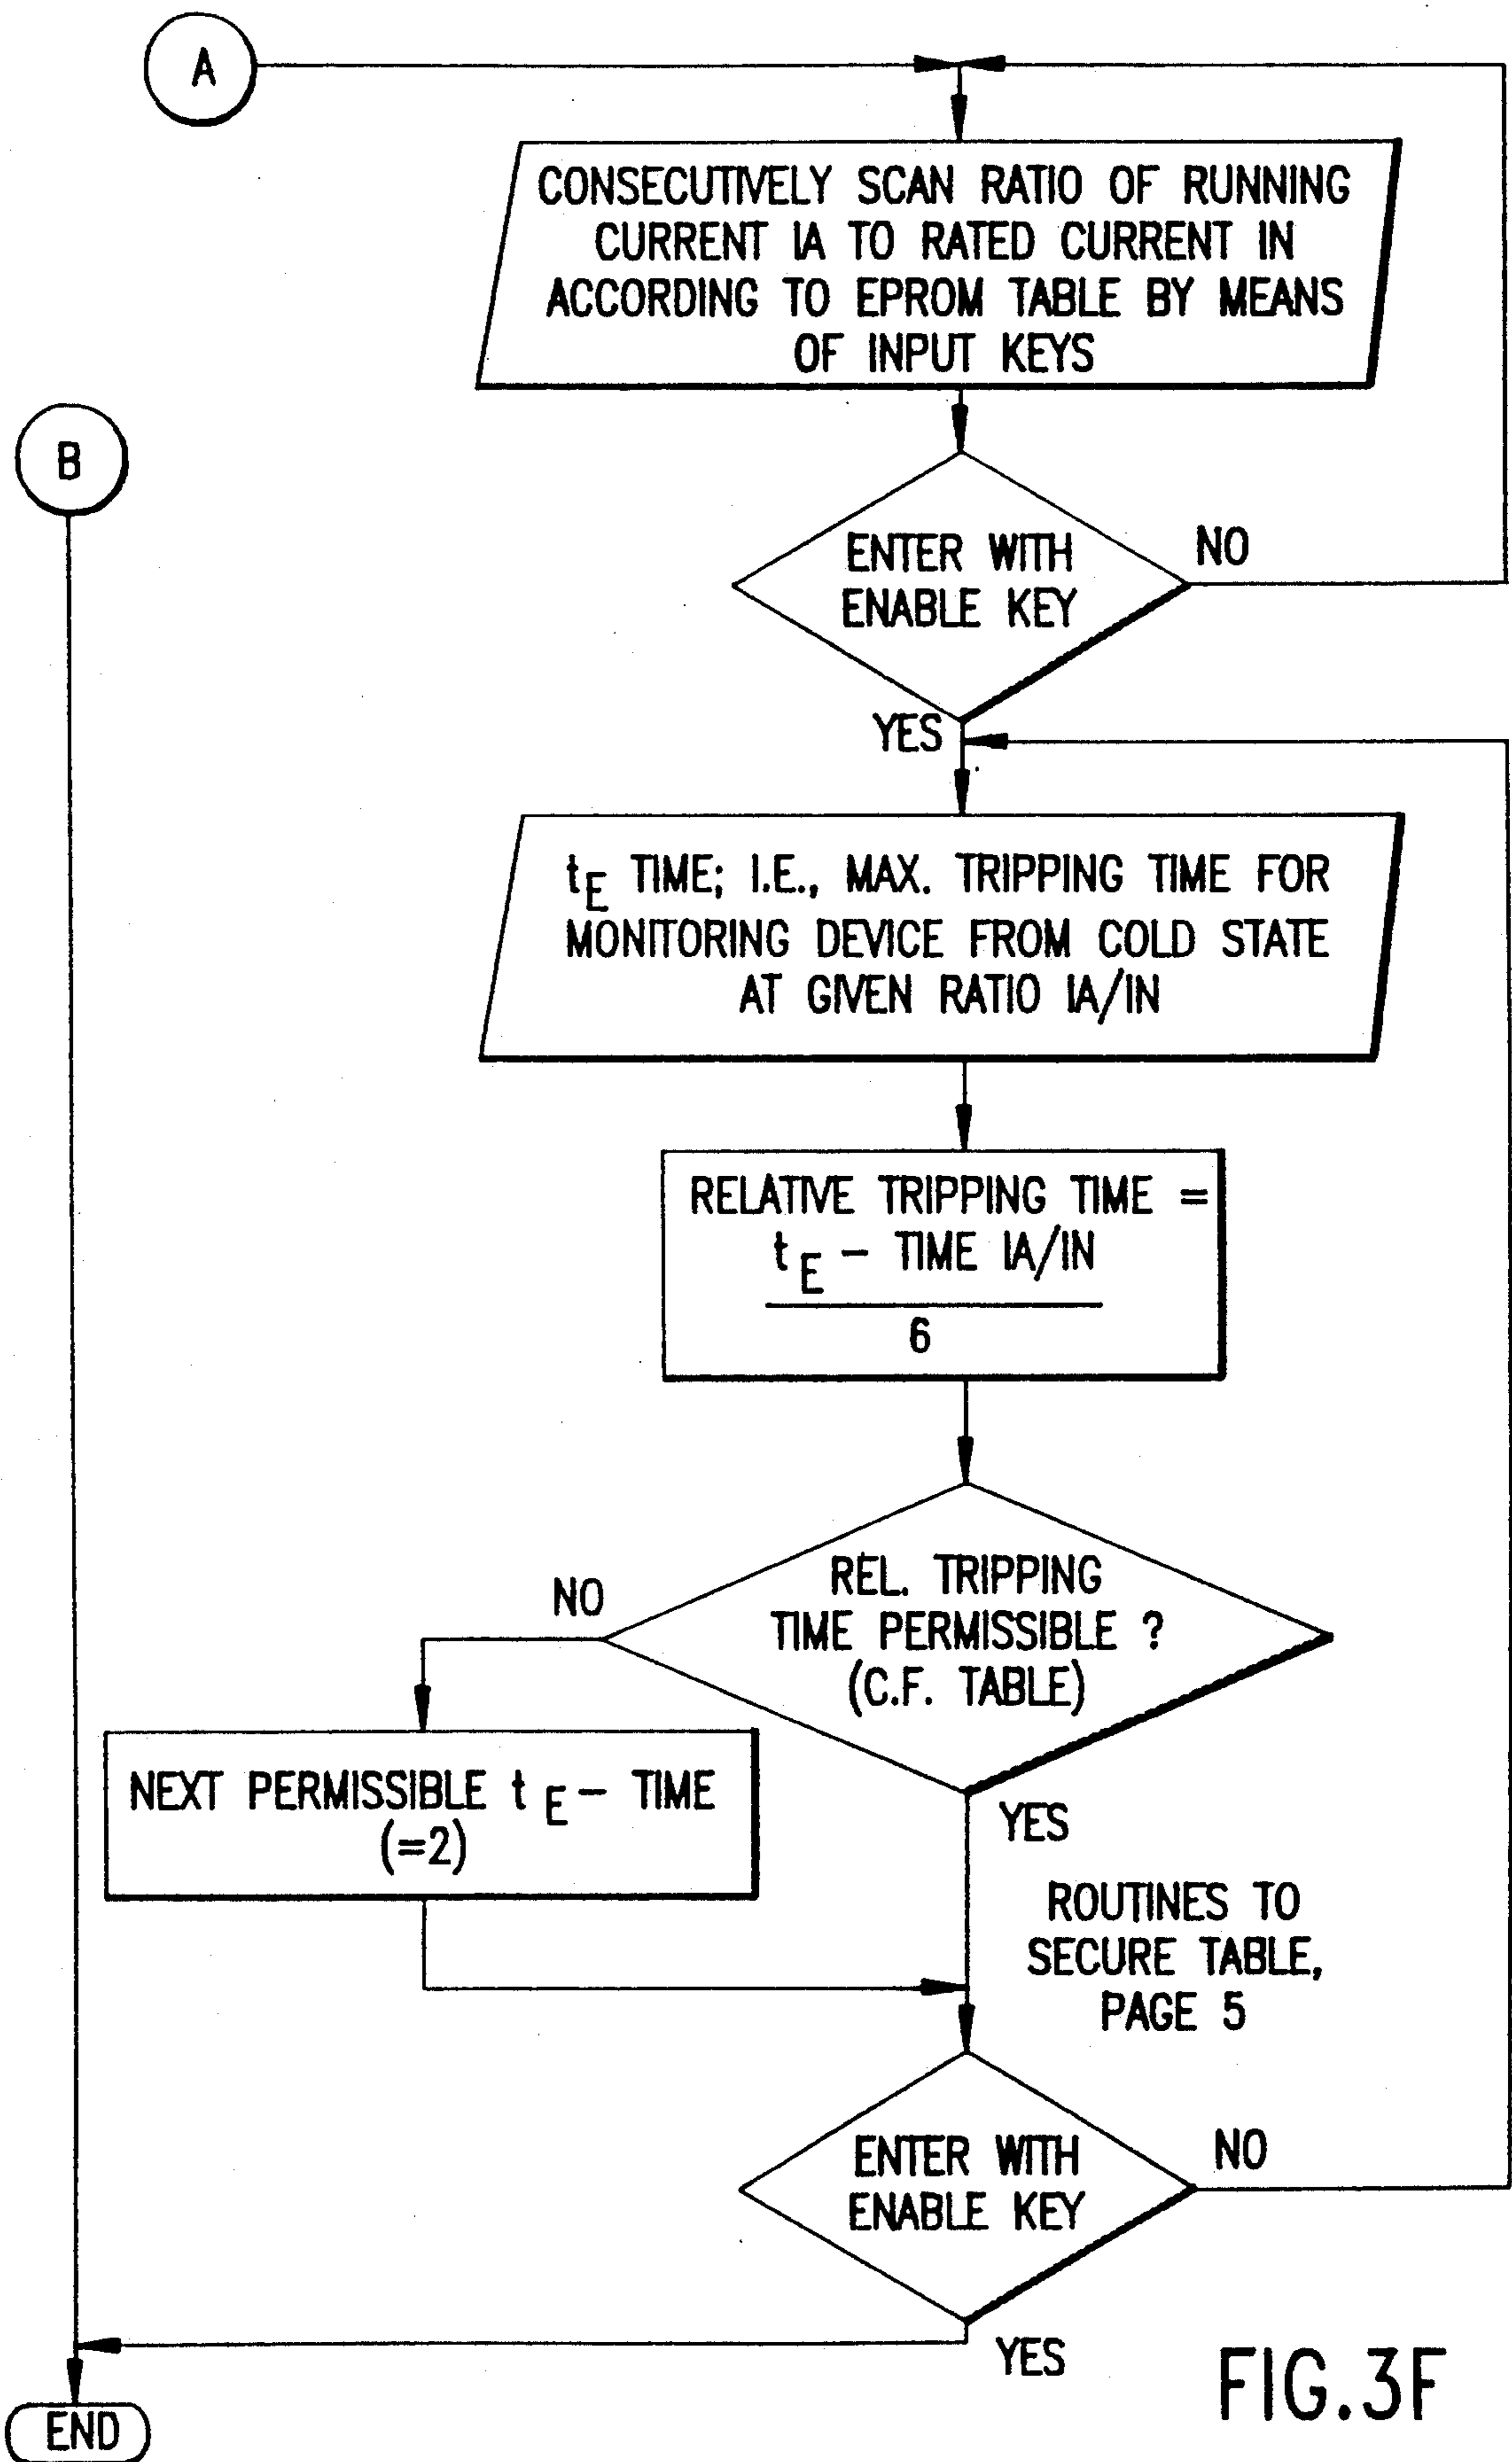 A
CONSECUTIVELY SCAN RATIO OF RUNNING
CURRENT IA TO RATED CURRENT IN
ACCORDING TO EPROM TABLE BY MEANS
OF INPUT KEYS
B
ENTER WITH
ENABLE KEY
NO
YES
tE TIME; I.E., MAX. TRIPPING TIME FOR
MONITORING DEVICE FROM COLD STATE
AT GIVEN RATIO IA/IN
RELATIVE TRIPPING TIME =
tE - TIME IA/IN
6
REL. TRIPPING
TIME PERMISSIBLE ?
(C.F. TABLE)
NO
NEXT PERMISSIBLE tE - TIME
(=2)
YES
ROUTINES TO
SECURE TABLE,
PAGE 5
ENTER WITH
ENABLE KEY
NO
YES
END
FIG.3F